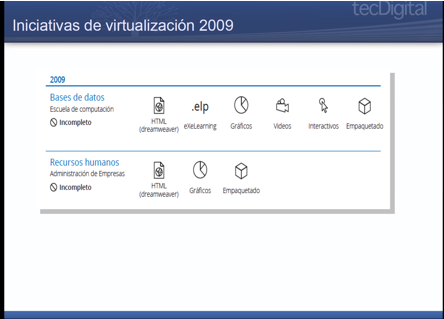 tecDigital
Iniciativas de virtualización 2009
2009
Bases de datos
Escuela de computación
Incompleto
HTML
(dreamweaver)
.elp
eXeLearning
Gráficos
Videos
Interactivos
Empaquetado
Recursos humanos
Administración de Empresas
Incompleto
HTML
(dreamweaver)
Gráficos
Empaquetado